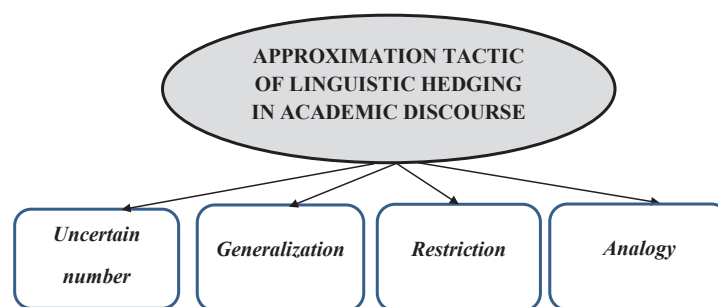 APPROXIMATION TACTIC
OF LINGUISTIC HEDGING
IN ACADEMIC DISCOURSE
Uncertain
number
Generalization
Restriction
Analogy